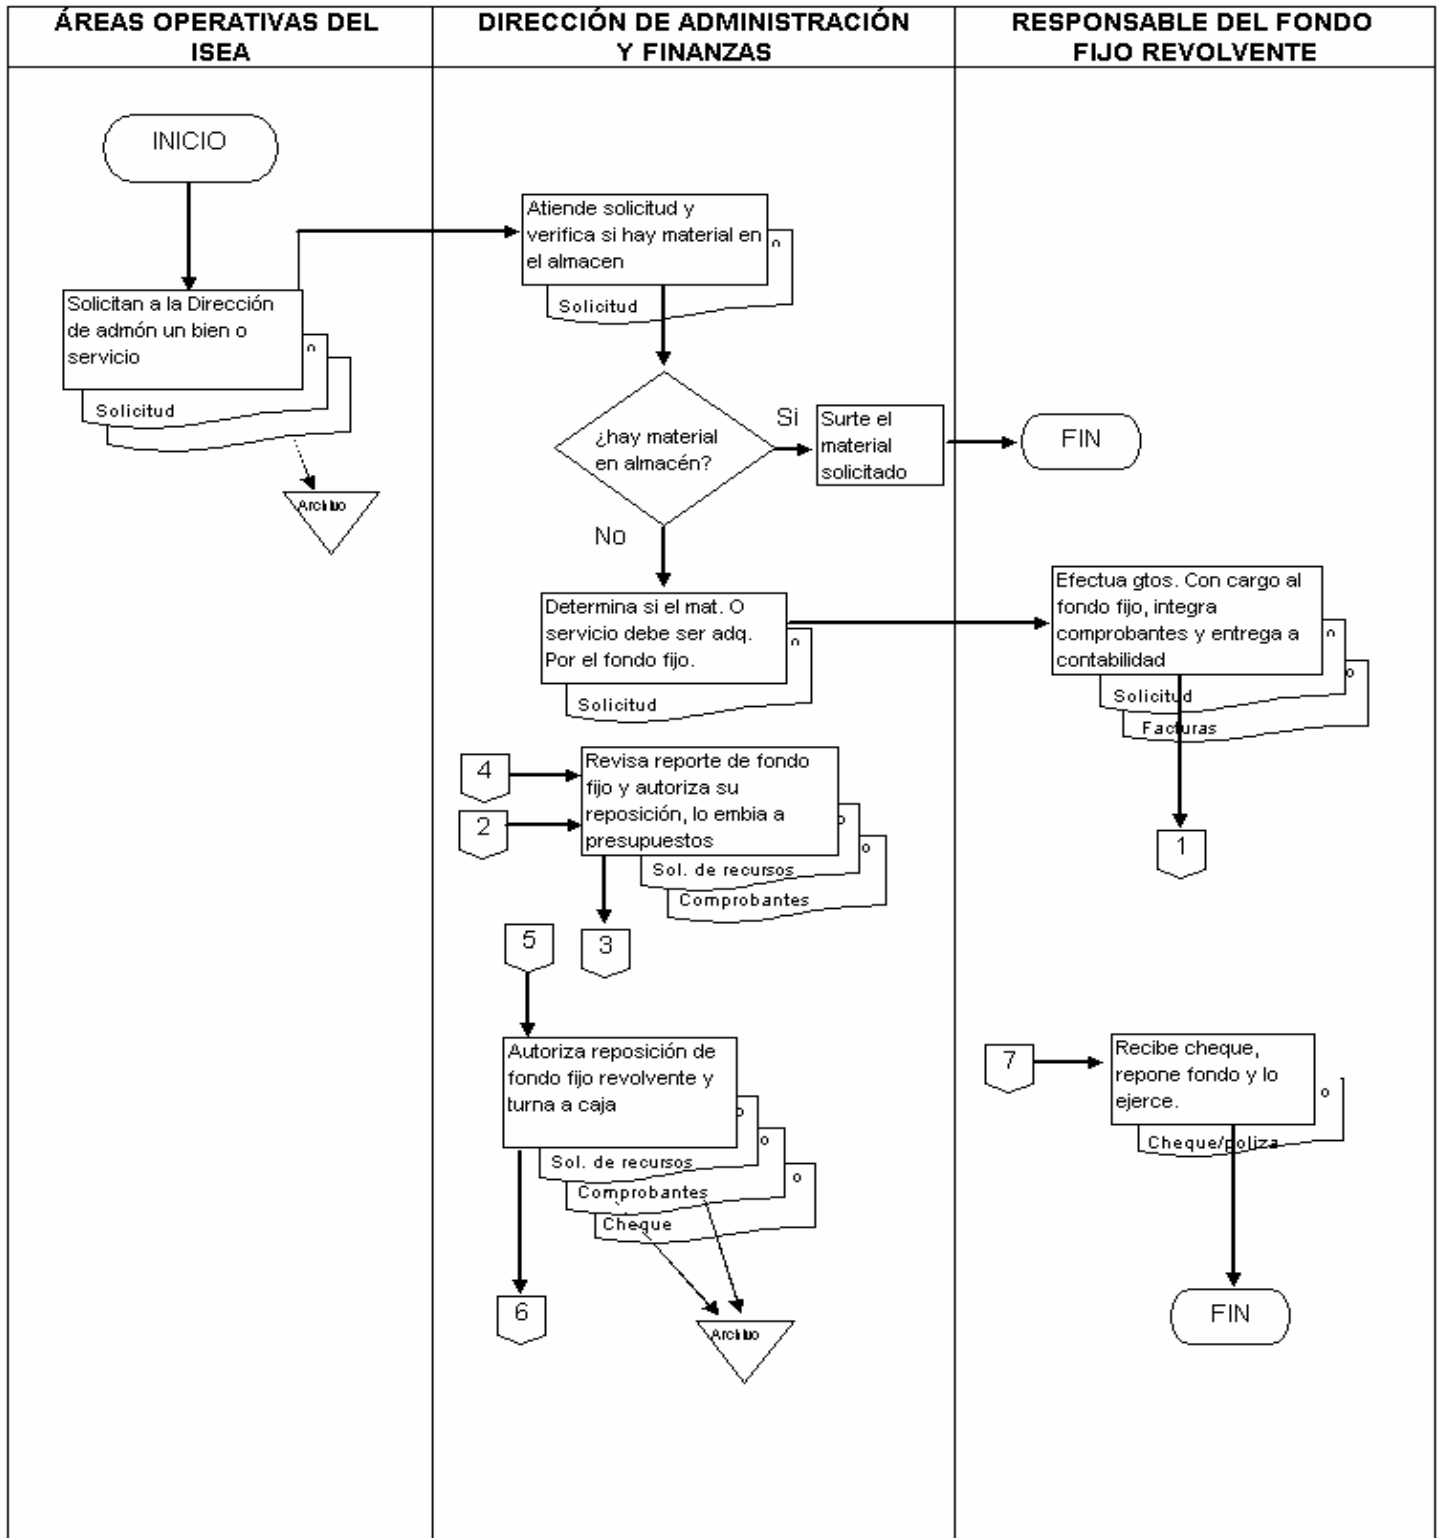 ÁREAS OPERATIVAS DEL
ISEA
DIRECCIÓN DE ADMINISTRACIÓN
Y FINANZAS
RESPONSABLE DEL FONDO
FIJO REVOLVENTE
INICIO
Solicitan a la Dirección
de admón un bien o
servicio
o
Solicitud
Archivo
Atiende solicitud y
verifica si hay material en
el almacen
o
Solicitud
¿hay material
en almacén?
Si
Surte el
material
solicitado
FIN
No
Determina si el mat. O
servicio debe ser adq.
Por el fondo fijo.
o
Solicitud
Efectua gtos. Con cargo al
fondo fijo, integra
comprobantes y entrega a
contabilidad
o
o
Solicitud
Facturas
1
4
2
Revisa reporte de fondo
fijo y autoriza su
reposición, lo embia a
presupuestos
o
o
Sol. de recursos
Comprobantes
3
5
Autoriza reposición de
fondo fijo revolvente y
turna a caja
o
o
o
Sol. de recursos
Comprobantes
Cheque
6
Archivo
7
Recibe cheque,
repone fondo y lo
ejerce.
o
Cheque/poliza
FIN